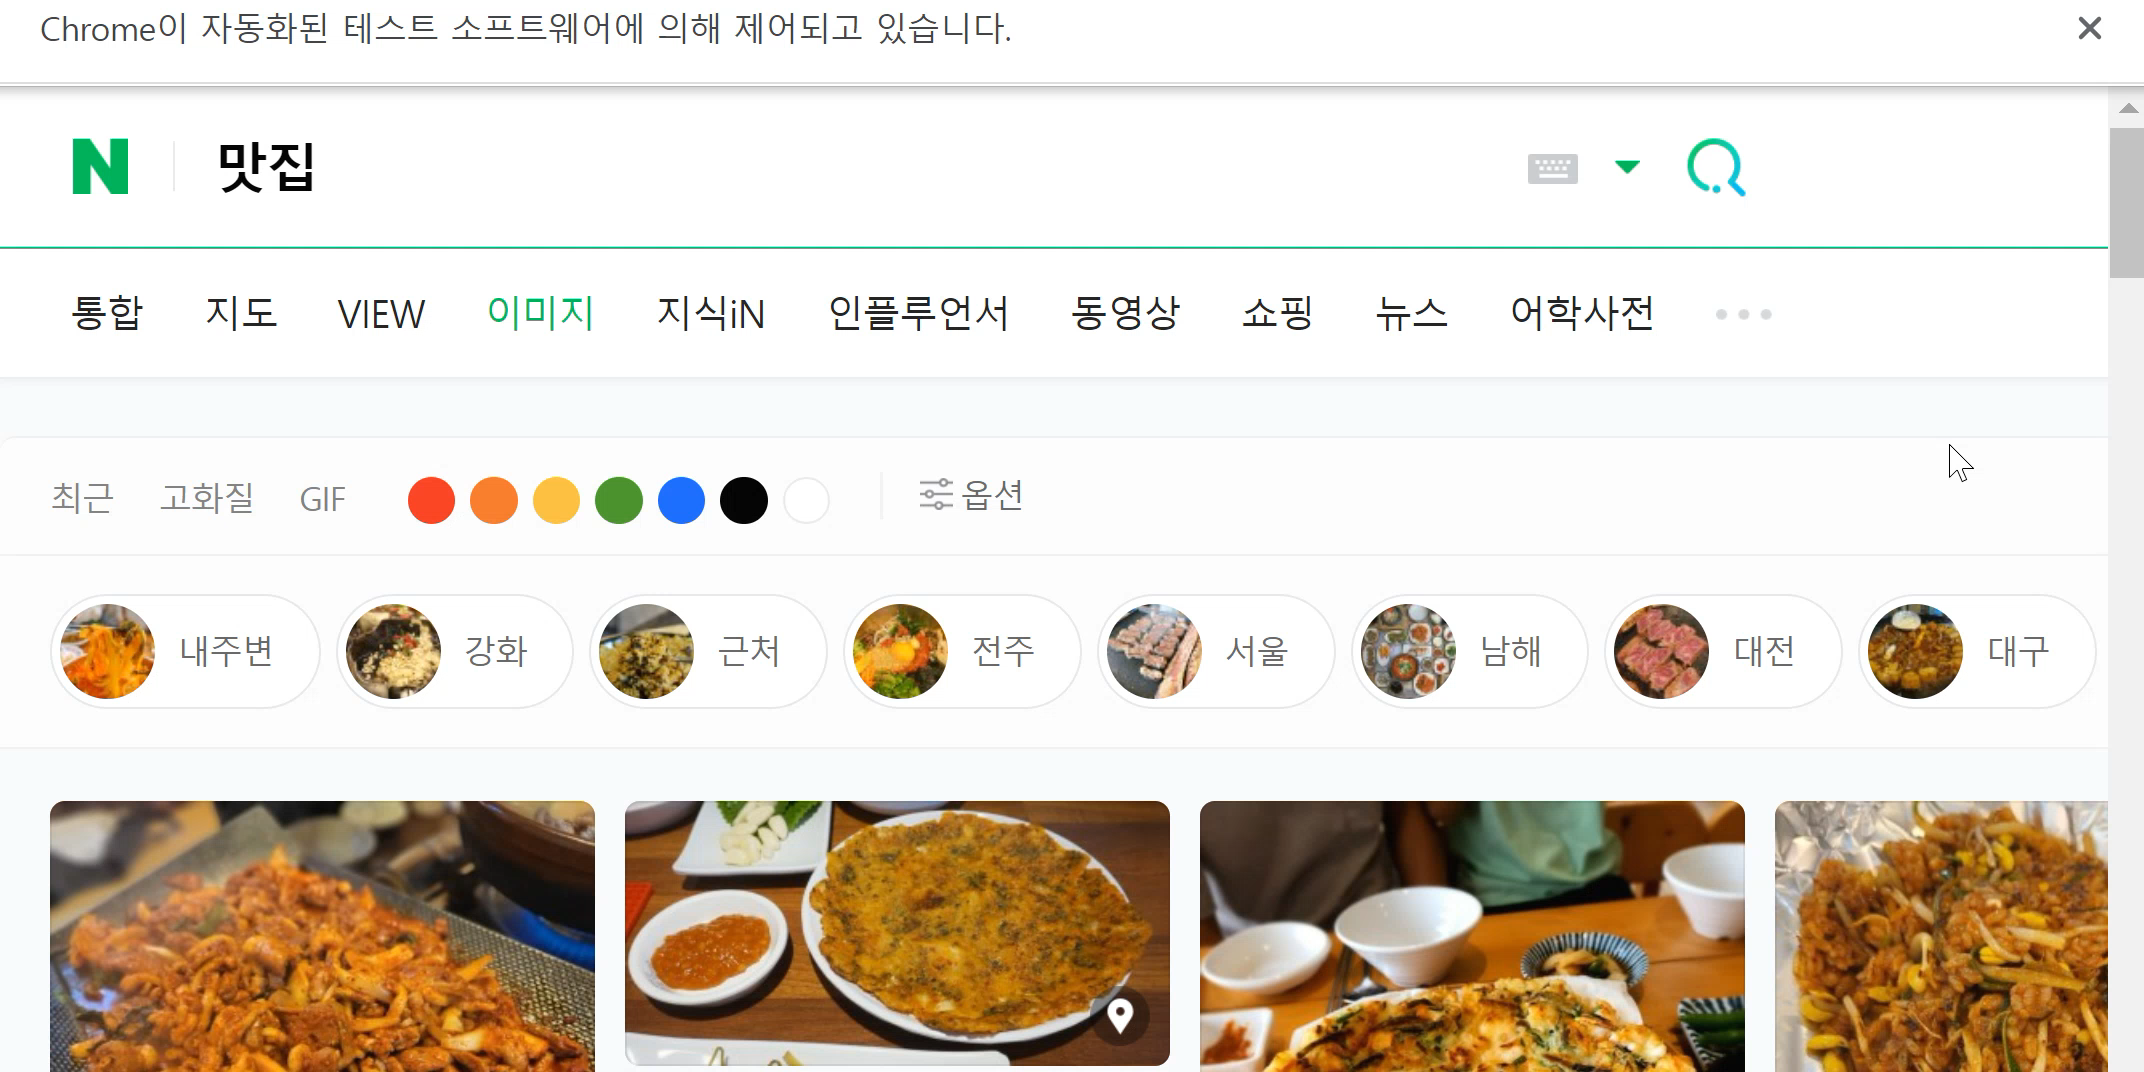 Chrome이 자동화된 테스트 소프트웨어에 의해 제어되고 있습니다.
N 맛집
통합 지도 VIEW 이미지 지식iN 인플루언서 동영상 쇼핑 뉴스 어학사전
최근 고화질 GIF 옵션
내주변 강화 근처 전주 서울 남해 대전 대구